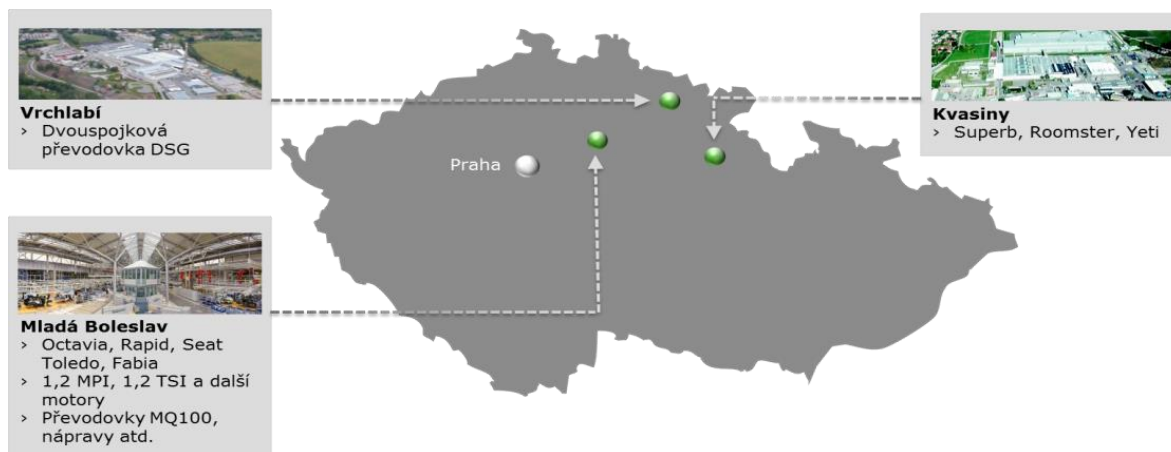 Vrchlabí
› Dvouspojková
převodovka DSG
Kvasiny
› Superb, Roomster, Yeti
Praha
Mladá Boleslav
› Octavia, Rapid, Seat
Toledo, Fabia
› 1,2 MPI, 1,2 TSI a další
motory
› Převodovky MQ100,
nápravy atd.